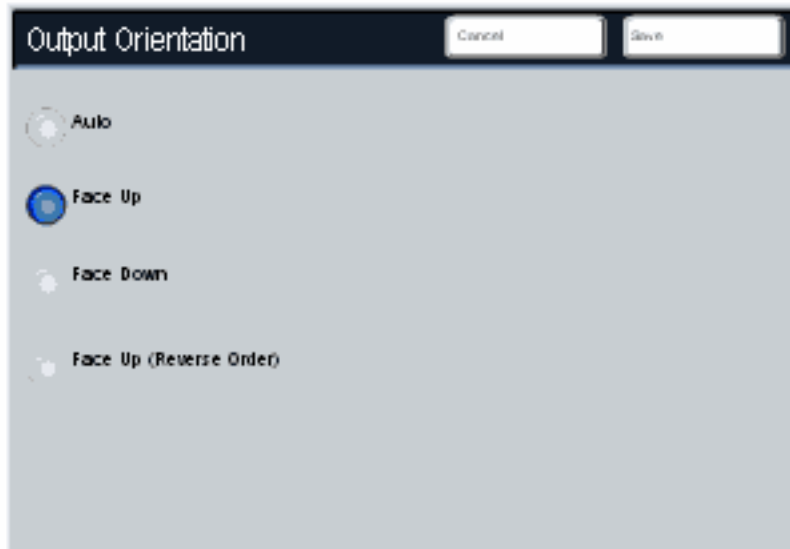 Output Orientation
Cancel
Save
Auto
Face Up
Face Down
Face Up (Reverse Order)